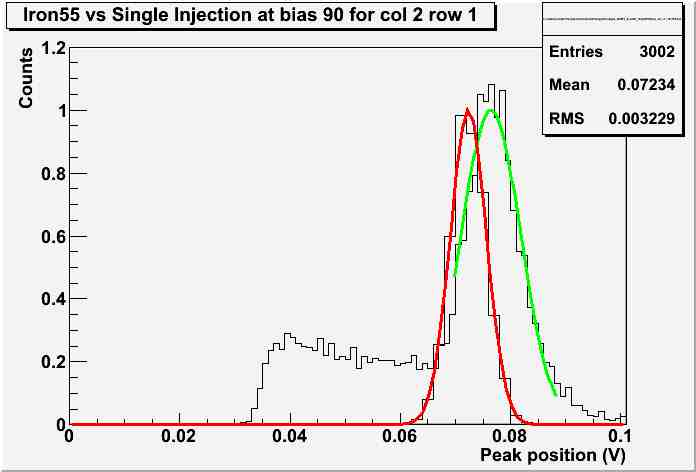 Iron55 vs Single Injection at bias 90 for col 2 row 1
Entries 3002
Mean 0.07234
RMS 0.003229
Counts
1.2
1
0.8
0.6
0.4
0.2
0
0 0.02 0.04 0.06 0.08 0.1
Peak position (V)